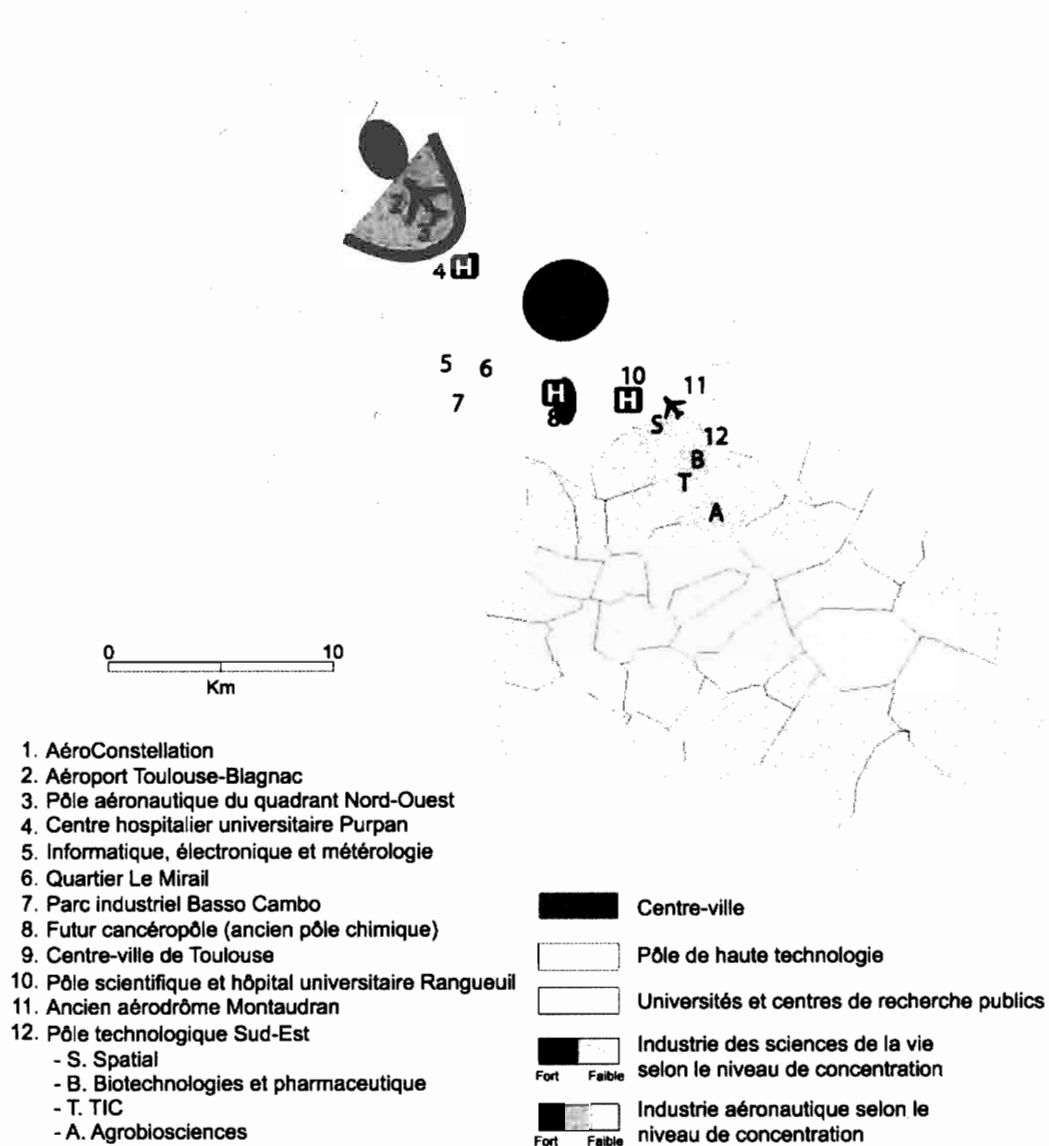 2
3
4 H
5 6
7
H
8
10
H
11
S
12
B
T
A
0 10
Km
1. AéroConstellation
2. Aéroport Toulouse-Blagnac
3. Pôle aéronautique du quadrant Nord-Ouest
4. Centre hospitalier universitaire Purpan
5. Informatique, électronique et métérologie
6. Quartier Le Mirail
7. Parc industriel Basso Cambo
8. Futur cancéropôle (ancien pôle chimique)
9. Centre-ville de Toulouse
10. Pôle scientifique et hôpital universitaire Rangueuil
11. Ancien aérodrôme Montaudran
12. Pôle technologique Sud-Est
- S. Spatial
- B. Biotechnologies et pharmaceutique
- T. TIC
- A. Agrobiosciences
Centre-ville
Pôle de haute technologie
Universités et centres de recherche publics
Industrie des sciences de la vie
selon le niveau de concentration
Fort Faible
Industrie aéronautique selon le
niveau de concentration
Fort Faible